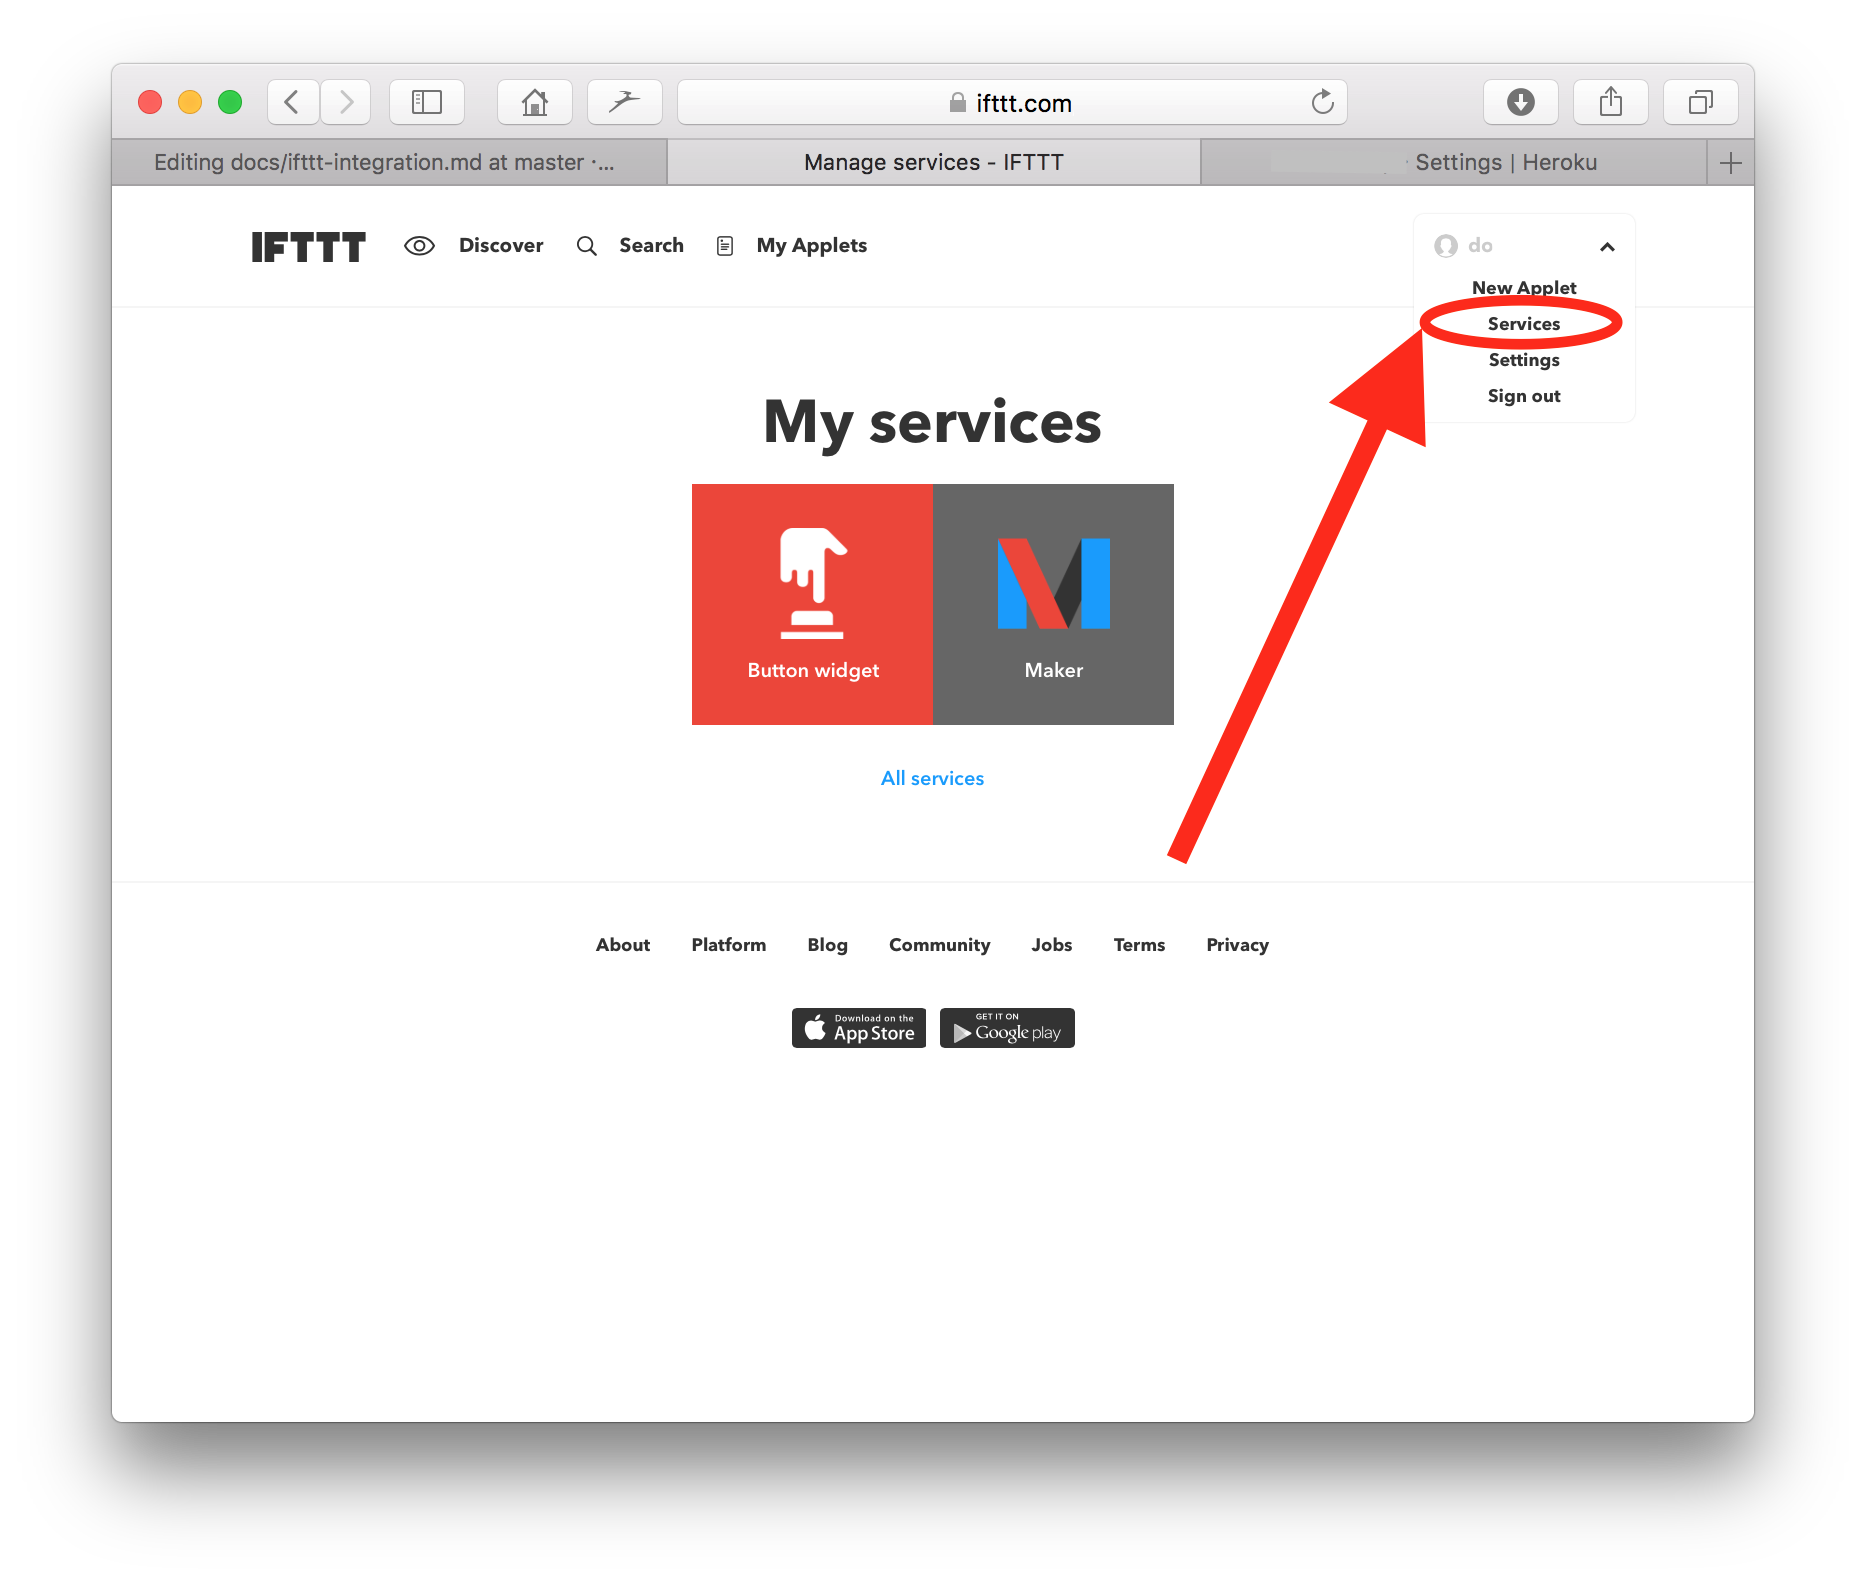 ifttt.com
Editing docs/ifttt-integration.md at master ·...
Manage services - IFTTT
Settings | Heroku
IFTTT
Discover
Search
My Applets
do
New Applet
Services
Settings
Sign out
My services
Button widget
Maker
All services
About Platform Blog Community Jobs Terms Privacy
Download on the
App Store
GET IT ON
Google play